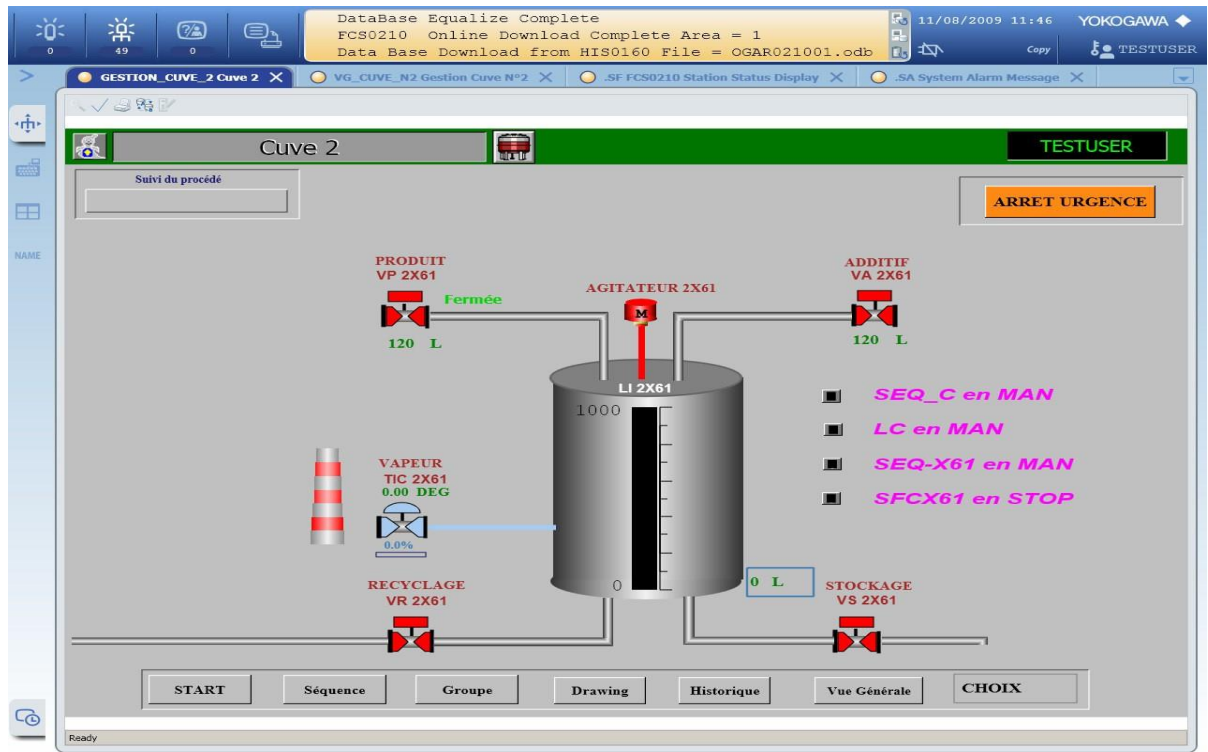 DataBase Equalize Complete
FCS0210 Online Download Complete Area = 1
Data Base Download from HIS0160 File = OGAR021001.odb
11/08/2009 11:46 YOKOGAWA
0 49 0
Copy TESTUSER
GESTION_CUVE_2 Cuve 2
VG_CUVE_N2 Gestion Cuve Nº2
.SF FCS0210 Station Status Display
.SA System Alarm Message
NAME
Cuve 2
TESTUSER
Suivi du procédé
ARRET URGENCE
PRODUIT
VP 2X61
Fermée
120 L
AGITATEUR 2X61
M
ADDITIF
VA 2X61
120 L
LI 2X61
1000
0
0 L
SEQ_C en MAN
LC en MAN
SEQ-X61 en MAN
SFCX61 en STOP
VAPEUR
TIC 2X61
0.00 DEG
0.0%
RECYCLAGE
VR 2X61
STOCKAGE
VS 2X61
START
Séquence
Groupe
Drawing
Historique
Vue Générale
CHOIX
Ready